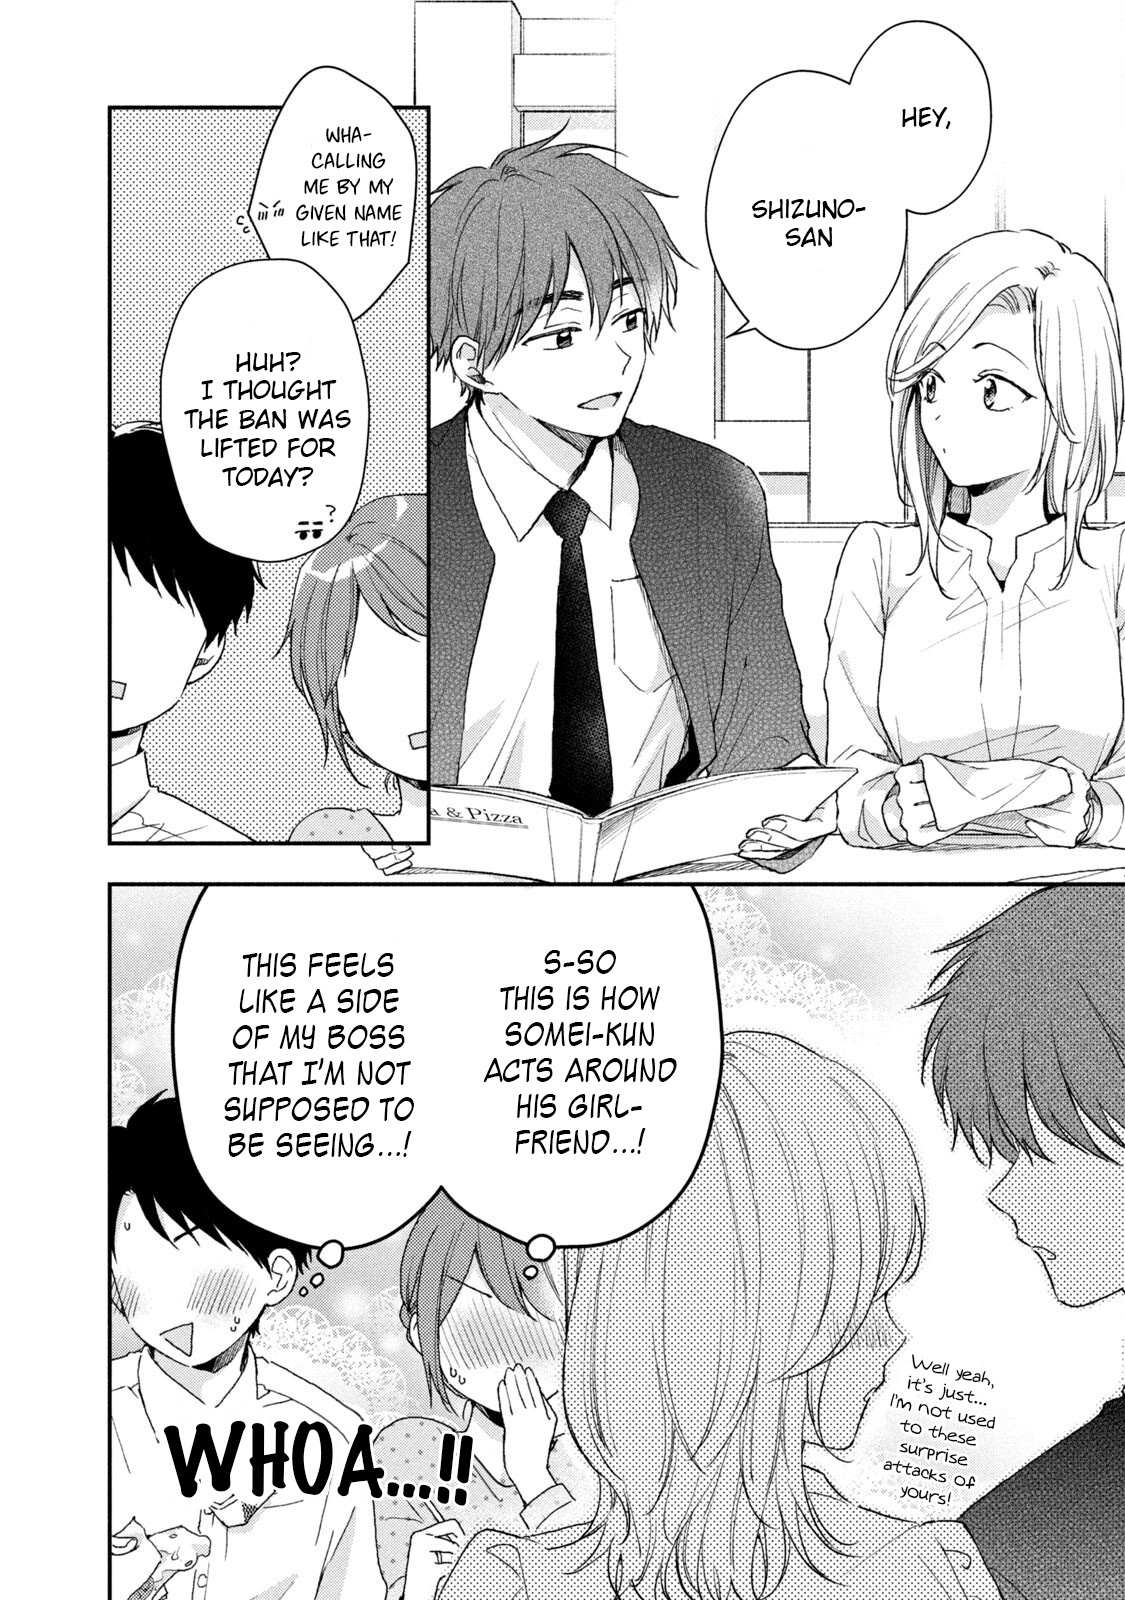 HEY,
SHIZUNO-
SAN
WHA-
CALLING
ME BY MY
GIVEN NAME
LIKE THAT!
HUH?
I THOUGHT
THE BAN WAS
LIFTED FOR
TODAY?
?
& Pizza
S-SO
THIS IS HOW
SOMEI-KUN
ACTS AROUND
HIS GIRL-
FRIEND...!
THIS FEELS
LIKE A SIDE
OF MY BOSS
THAT I'M NOT
SUPPOSED TO
BE SEEING...!
Well yeah,
it's just...
I'm not used
to these
surprise
attacks of
yours!
WHOA...!!